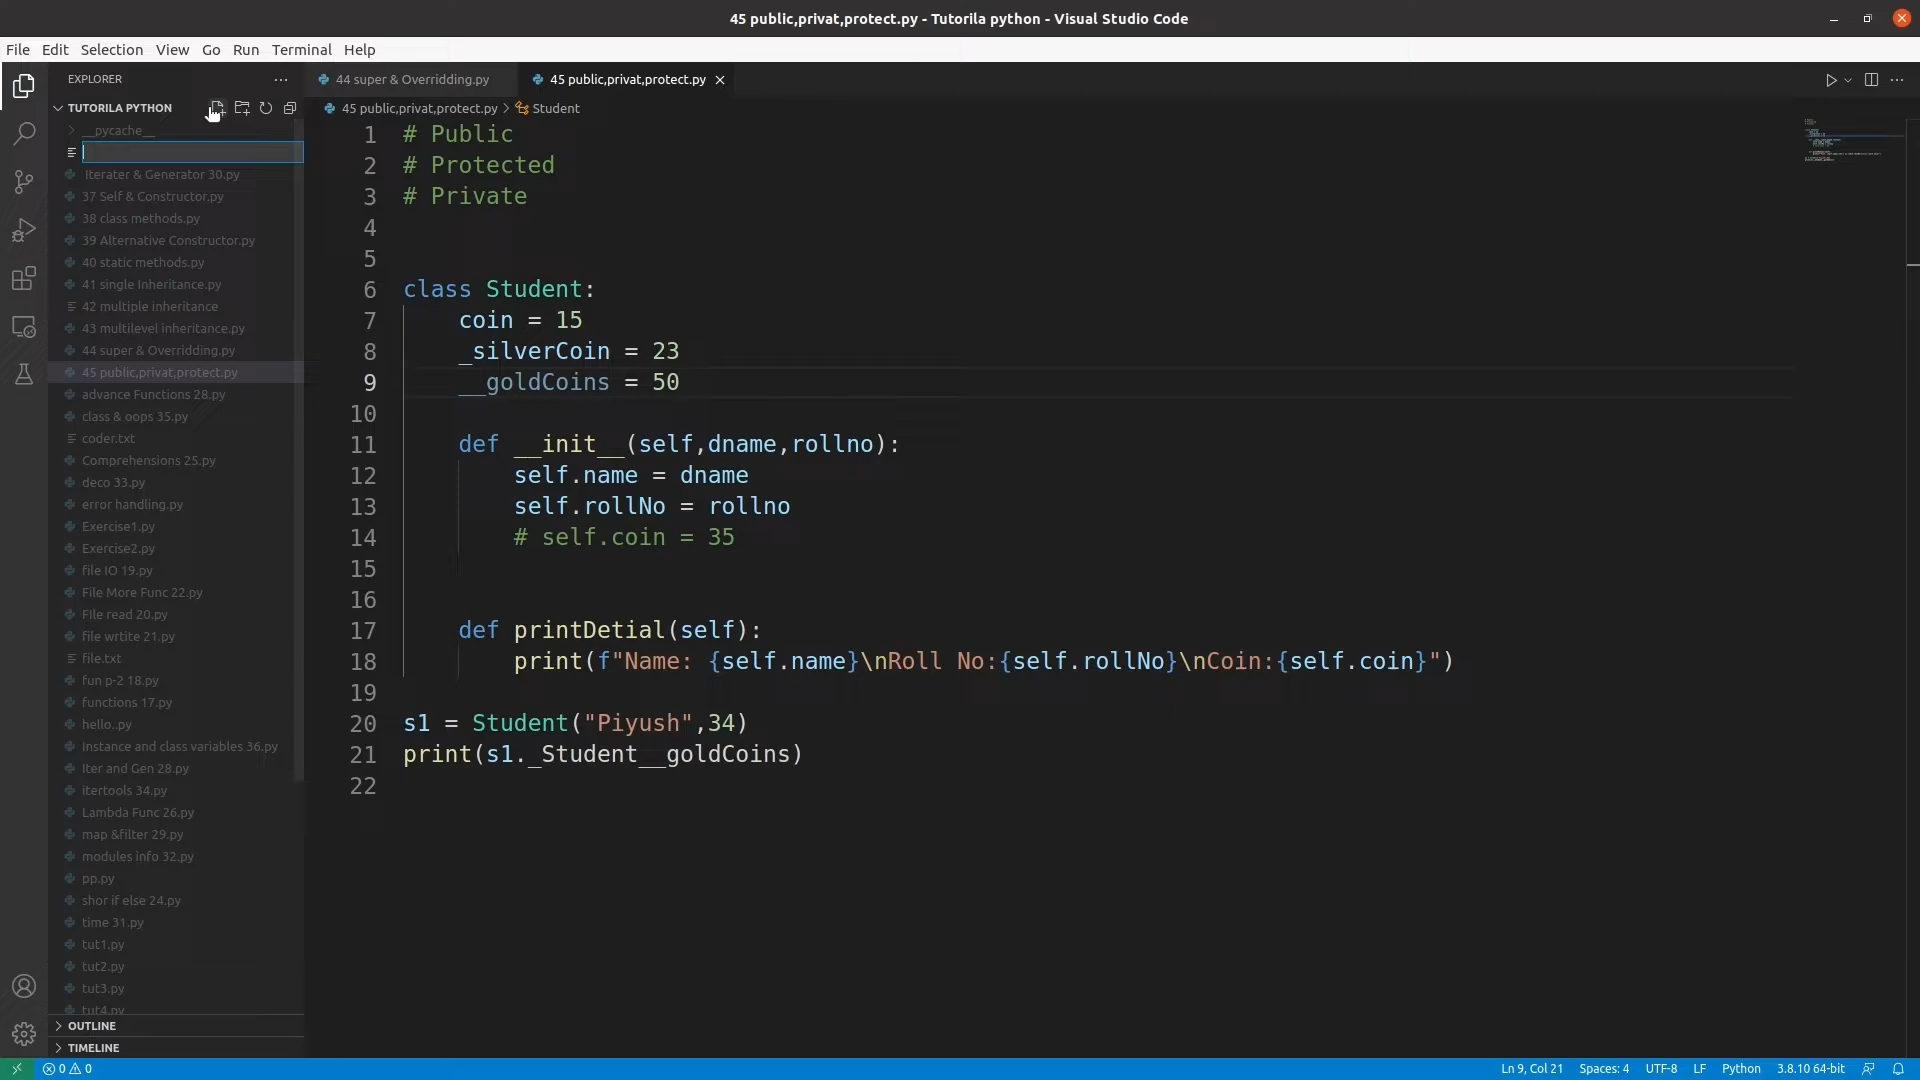 45 public,privat,protect.py - Tutorila python - Visual Studio Code
File Edit Selection View Go Run Terminal Help
EXPLORER
44 super & Overridding.py
45 public,privat,protect.py
TUTORILA PYTHON
45 public,privat,protect.py > Student
__pycache__
Iterater & Generator 30.py
37 Self & Constructor.py
38 class methods.py
39 Alternative Constructor.py
40 static methods.py
41 single Inheritance.py
42 multiple inheritance
43 multilevel inheritance.py
44 super & Overridding.py
45 public,privat,protect.py
advance Functions 28.py
class & oops 35.py
coder.txt
Comprehensions 25.py
deco 33.py
error handling.py
Exercise1.py
Exercise2.py
file IO 19.py
File More Func 22.py
FIle read 20.py
file wrtite 21.py
file.txt
fun p-2 18.py
functions 17.py
hello..py
Instance and class variables 36.py
Iter and Gen 28.py
itertools 34.py
Lambda Func 26.py
map &filter 29.py
modules info 32.py
pp.py
shor if else 24.py
time 31.py
tut1.py
tut2.py
tut3.py
tut4.py
OUTLINE
TIMELINE
1 # Public
2 # Protected
3 # Private
4
5
6 class Student:
7 coin = 15
8 _silverCoin = 23
9 __goldCoins = 50
10
11 def __init__(self,dname,rollno):
12 self.name = dname
13 self.rollNo = rollno
14 # self.coin = 35
15
16
17 def printDetial(self):
18 print(f"Name: {self.name}\nRoll No:{self.rollNo}\nCoin:{self.coin}")
19
20 s1 = Student("Piyush",34)
21 print(s1._Student__goldCoins)
22
0 0
Ln 9, Col 21 Spaces: 4 UTF-8 LF Python 3.8.10 64-bit